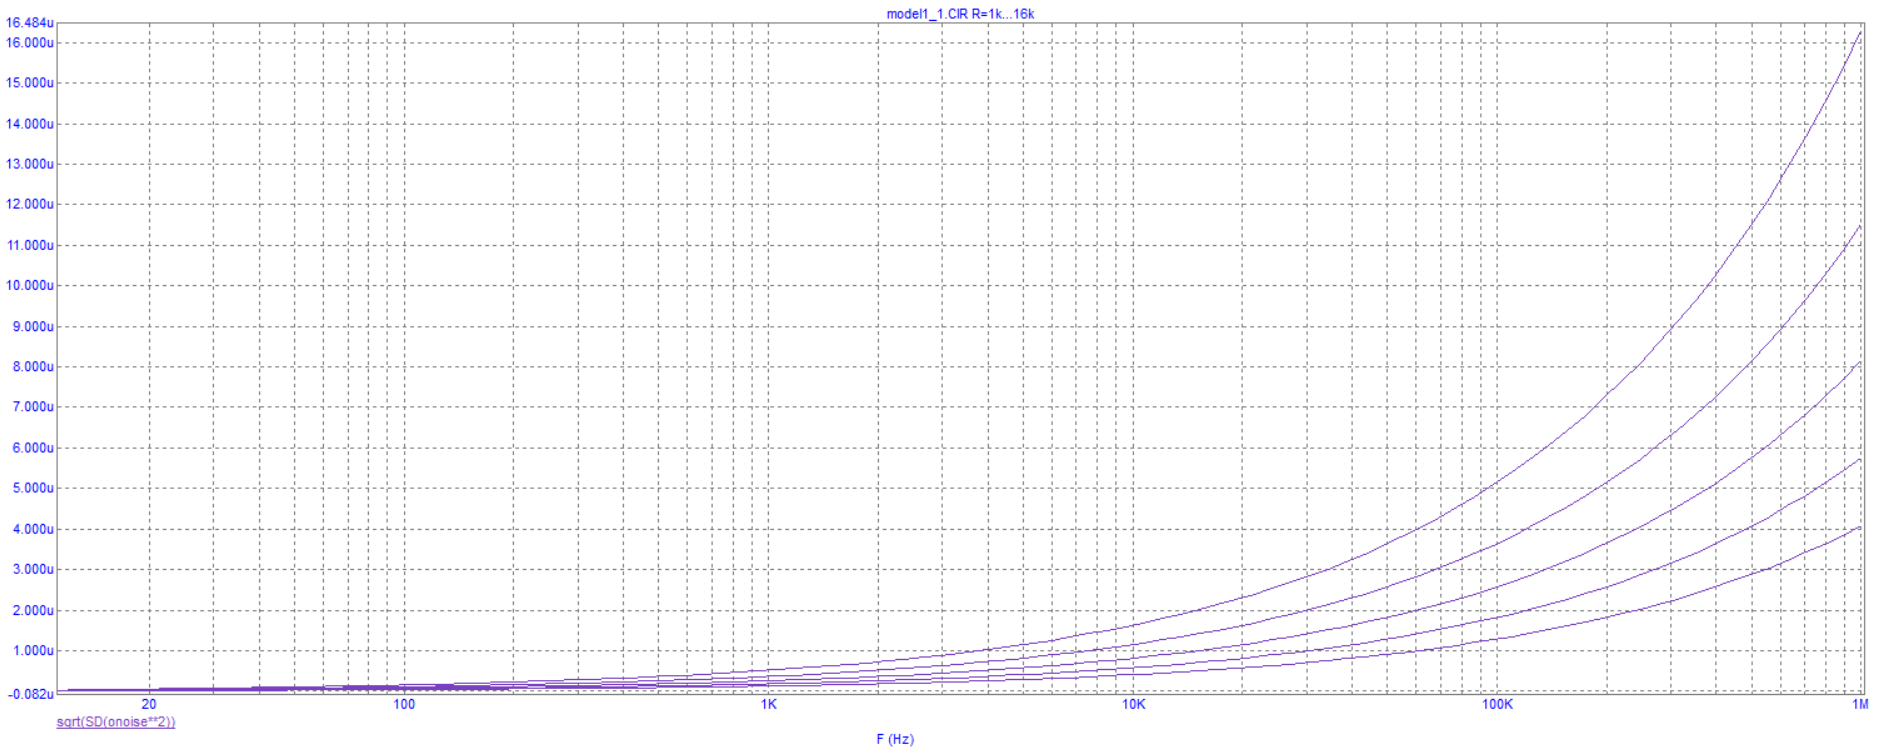 model1_1.CIR R=1k...16k
16.484u
16.000u
15.000u
14.000u
13.000u
12.000u
11.000u
10.000u
9.000u
8.000u
7.000u
6.000u
5.000u
4.000u
3.000u
2.000u
1.000u
-0.082u
20 100 1K 10K 100K 1M
sqrt(SD(onoise**2))
F (Hz)